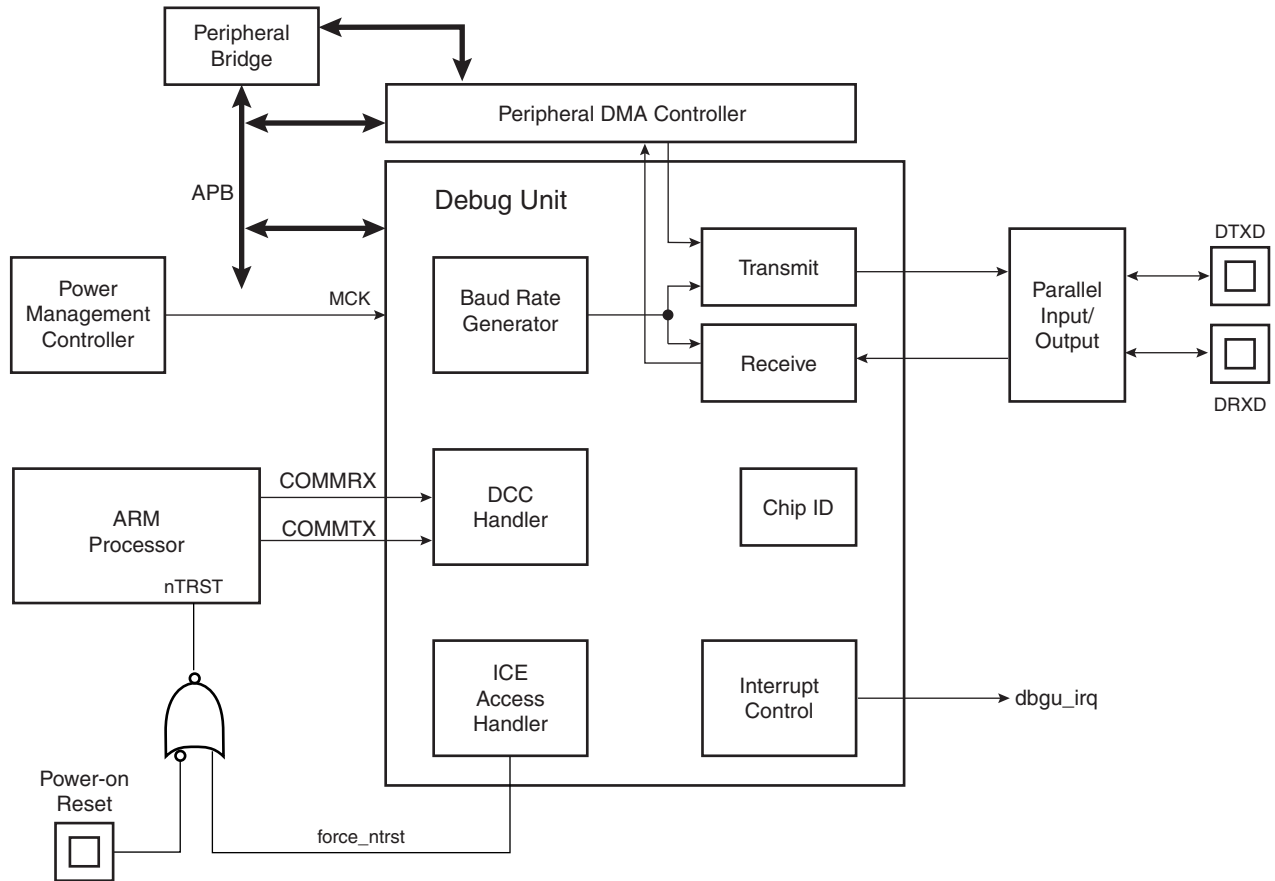 Peripheral
Bridge
Peripheral DMA Controller
APB
Debug Unit
Power
Management
Controller
MCK
Baud Rate
Generator
Transmit
Receive
Parallel
Input/
Output
DTXD
DRXD
ARM
Processor
nTRST
COMMRX
COMMTX
DCC
Handler
Chip ID
ICE
Access
Handler
Interrupt
Control
dbgu_irq
Power-on
Reset
force_ntrst